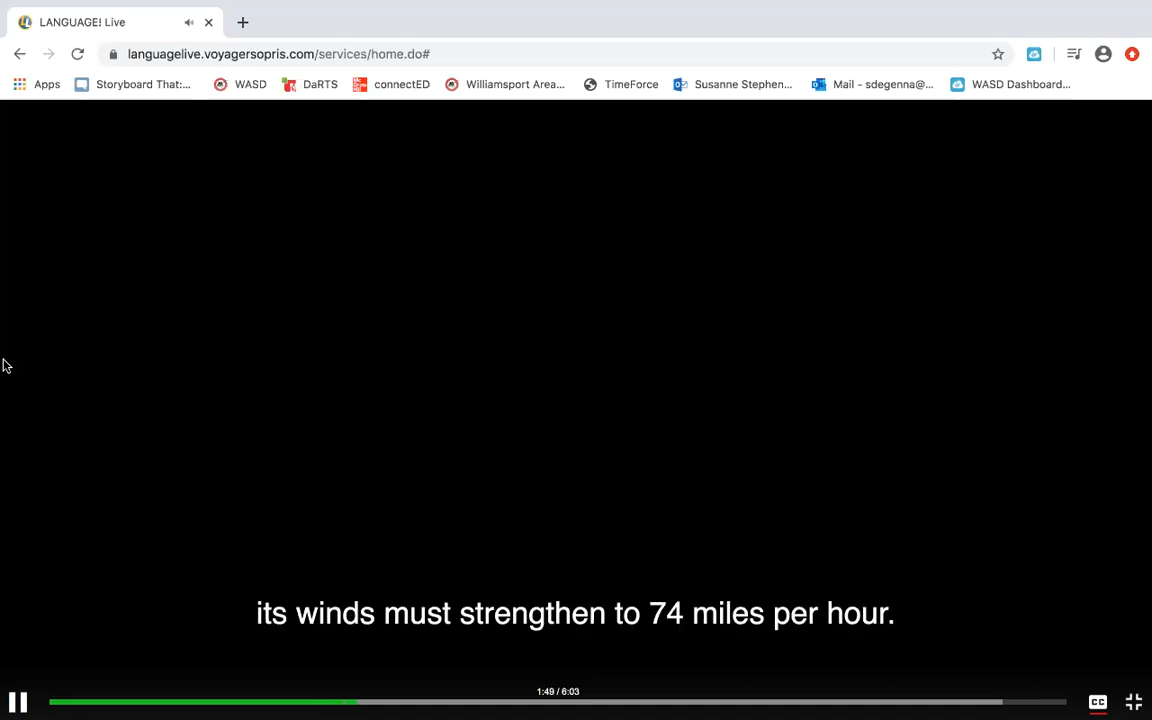 LANGUAGE! Live
languagelive.voyagersopris.com/services/home.do#
Apps Storyboard That:... WASD DaRTS connectED Williamsport Area... TimeForce Susanne Stephen... Mail - sdegenna@... WASD Dashboard...
its winds must strengthen to 74 miles per hour.
1:49 / 6:03
CC